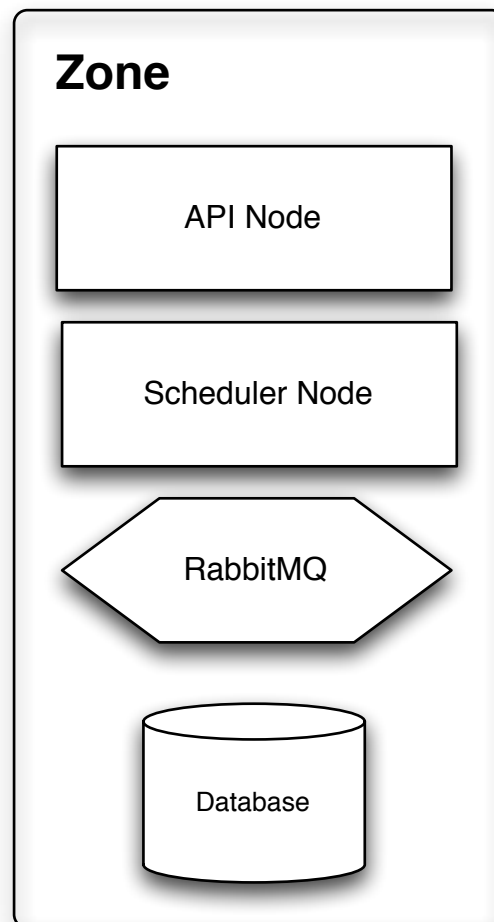 Zone
API Node
Scheduler Node
RabbitMQ
Database